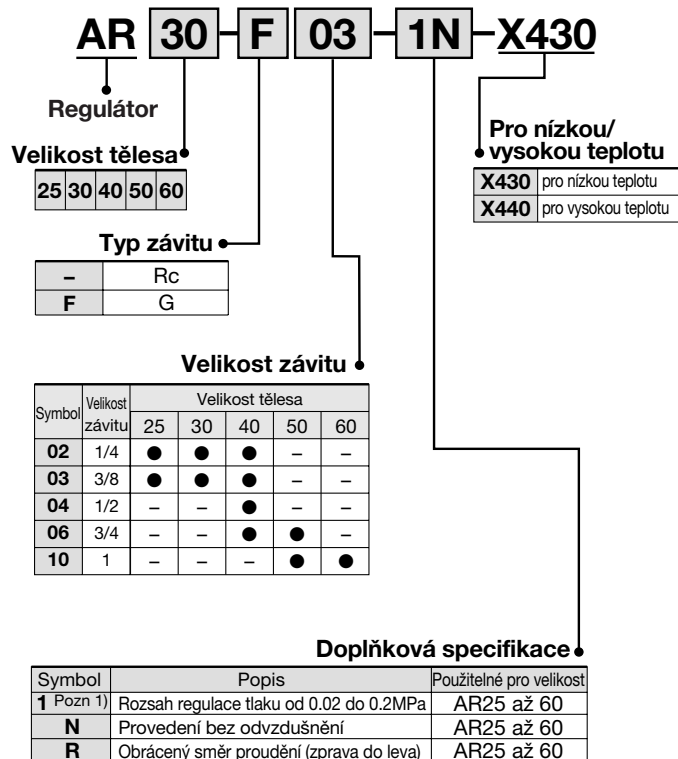 AR 30-F 03-1N-X430
Regulátor
Velikost tělesa
25 30 40 50 60
Pro nízkou/
vysokou teplotu
X430 pro nízkou teplotu
X440 pro vysokou teplotu
Typ závitu
– Rc
F G
Velikost závitu
Symbol Velikost závitu Velikost tělesa
25 30 40 50 60
02 1/4 ● ● ● – –
03 3/8 ● ● ● – –
04 1/2 – – ● – –
06 3/4 – – ● ● –
10 1 – – – ● ●
Doplňková specifikace
Symbol Popis Použitelné pro velikost
1 Pozn 1) Rozsah regulace tlaku od 0.02 do 0.2MPa AR25 až 60
N Provedení bez odvzdušnění AR25 až 60
R Obrácený směr proudění (zprava do leva) AR25 až 60